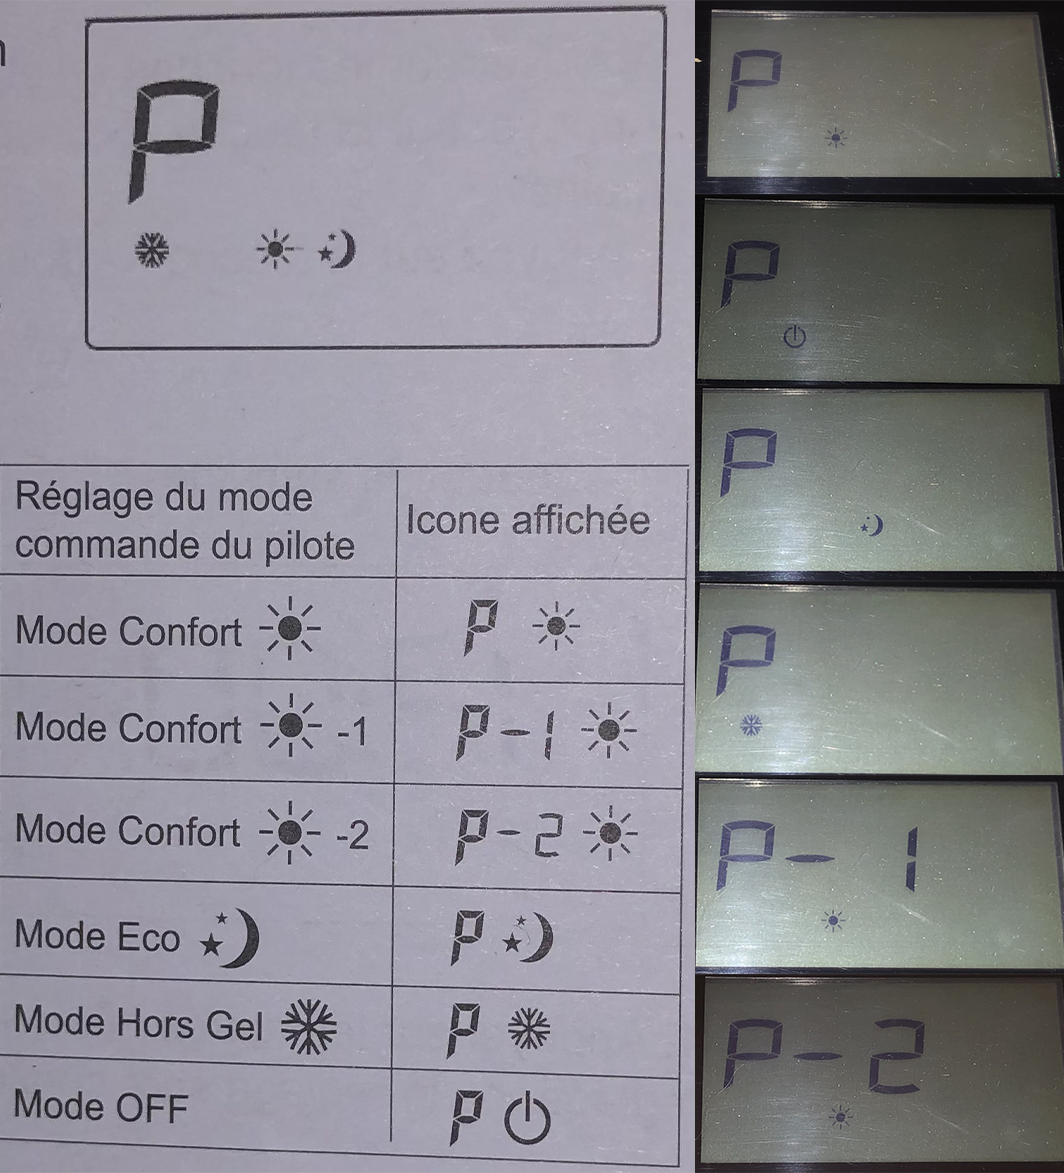 n
P
Réglage du mode
commande du pilote
Icone affichée
Mode Confort
P
Mode Confort -1
P-1
Mode Confort -2
P-2
Mode Eco
P
Mode Hors Gel
P
Mode OFF
P
P
P
P
P
P- 1
P-2